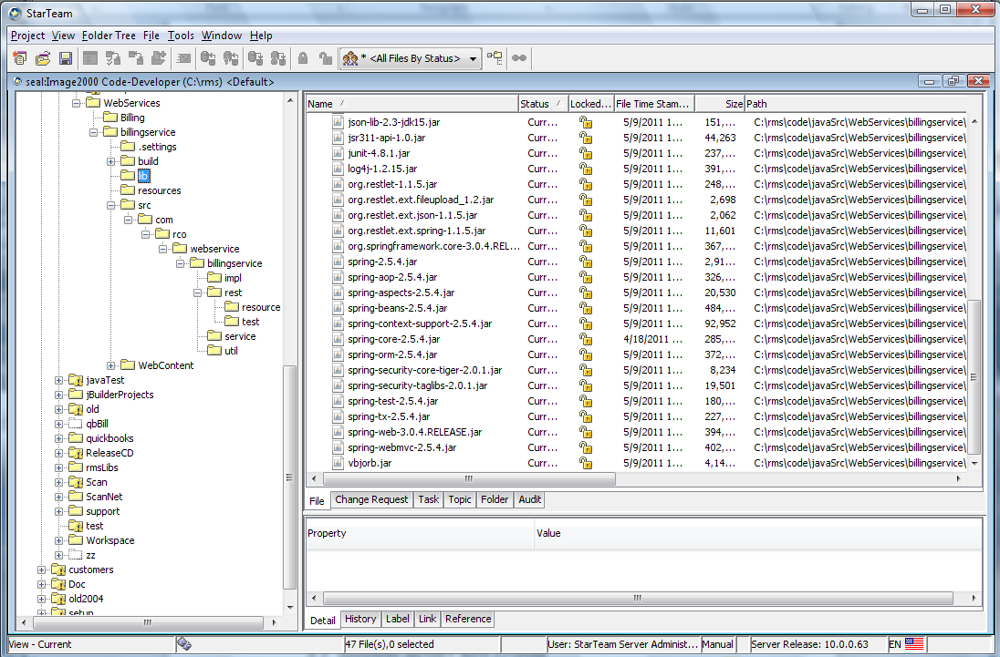 StarTeam
Project View Folder Tree File Tools Window Help
* <All Files By Status>
seal:Image2000 Code-Developer (C:\rms) <Default>
WebServices
Billing
billingservice
.settings
build
lib
resources
src
com
rco
webservice
billingservice
impl
rest
resource
test
service
util
WebContent
javaTest
jBuilderProjects
old
qbBill
quickbooks
ReleaseCD
rmsLibs
Scan
ScanNet
support
test
Workspace
zz
customers
Doc
old2004
setup
Name Status Locked... File Time Stam... Size Path
json-lib-2.3-jdk15.jar Curr... 5/9/2011 1... 151,... C:\rms\code\javaSrc\WebServices\billingservice\
jsr311-api-1.0.jar Curr... 5/9/2011 1... 44,263 C:\rms\code\javaSrc\WebServices\billingservice\
junit-4.8.1.jar Curr... 5/9/2011 1... 237,... C:\rms\code\javaSrc\WebServices\billingservice\
log4j-1.2.15.jar Curr... 5/9/2011 1... 391,... C:\rms\code\javaSrc\WebServices\billingservice\
org.restlet-1.1.5.jar Curr... 5/9/2011 1... 248,... C:\rms\code\javaSrc\WebServices\billingservice\
org.restlet.ext.fileupload_1.2.jar Curr... 5/9/2011 1... 2,698 C:\rms\code\javaSrc\WebServices\billingservice\
org.restlet.ext.json-1.1.5.jar Curr... 5/9/2011 1... 2,062 C:\rms\code\javaSrc\WebServices\billingservice\
org.restlet.ext.spring-1.1.5.jar Curr... 5/9/2011 1... 11,601 C:\rms\code\javaSrc\WebServices\billingservice\
org.springframework.core-3.0.4.REL... Curr... 5/9/2011 1... 367,... C:\rms\code\javaSrc\WebServices\billingservice\
spring-2.5.4.jar Curr... 5/9/2011 1... 2,91... C:\rms\code\javaSrc\WebServices\billingservice\
spring-aop-2.5.4.jar Curr... 5/9/2011 1... 326,... C:\rms\code\javaSrc\WebServices\billingservice\
spring-aspects-2.5.4.jar Curr... 5/9/2011 1... 20,530 C:\rms\code\javaSrc\WebServices\billingservice\
spring-beans-2.5.4.jar Curr... 5/9/2011 1... 484,... C:\rms\code\javaSrc\WebServices\billingservice\
spring-context-support-2.5.4.jar Curr... 5/9/2011 1... 92,952 C:\rms\code\javaSrc\WebServices\billingservice\
spring-core-2.5.4.jar Curr... 4/18/2011 ... 285,... C:\rms\code\javaSrc\WebServices\billingservice\
spring-orm-2.5.4.jar Curr... 5/9/2011 1... 372,... C:\rms\code\javaSrc\WebServices\billingservice\
spring-security-core-tiger-2.0.1.jar Curr... 5/9/2011 1... 8,234 C:\rms\code\javaSrc\WebServices\billingservice\
spring-security-taglibs-2.0.1.jar Curr... 5/9/2011 1... 19,501 C:\rms\code\javaSrc\WebServices\billingservice\
spring-test-2.5.4.jar Curr... 5/9/2011 1... 180,... C:\rms\code\javaSrc\WebServices\billingservice\
spring-tx-2.5.4.jar Curr... 5/9/2011 1... 227,... C:\rms\code\javaSrc\WebServices\billingservice\
spring-web-3.0.4.RELEASE.jar Curr... 5/9/2011 1... 394,... C:\rms\code\javaSrc\WebServices\billingservice\
spring-webmvc-2.5.4.jar Curr... 5/9/2011 1... 402,... C:\rms\code\javaSrc\WebServices\billingservice\
vbjorb.jar Curr... 5/9/2011 1... 4,14... C:\rms\code\javaSrc\WebServices\billingservice\
File Change Request Task Topic Folder Audit
Property Value
Detail History Label Link Reference
View - Current 47 File(s),0 selected User: StarTeam Server Administ... Manual Server Release: 10.0.0.63 EN